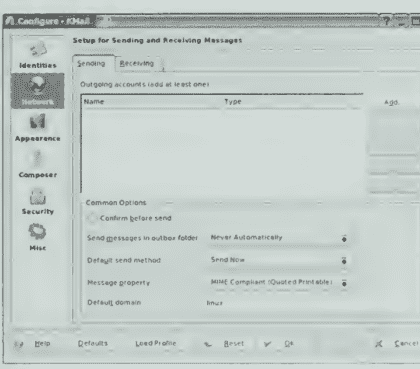 Configure - KMail
Setup for Sending and Receiving Messages
Identities
Network
Appearance
Composer
Security
Misc
Sending Receiving
Outgoing accounts (add at least one)
Name Type
Add.
Common Options
Confirm before send
Send messages in outbox folder Never Automatically
Default send method Send Now
Message property MIME Compliant (Quoted Printable)
Default domain linux
Help Defaults Load Profile Reset Ok Cancel